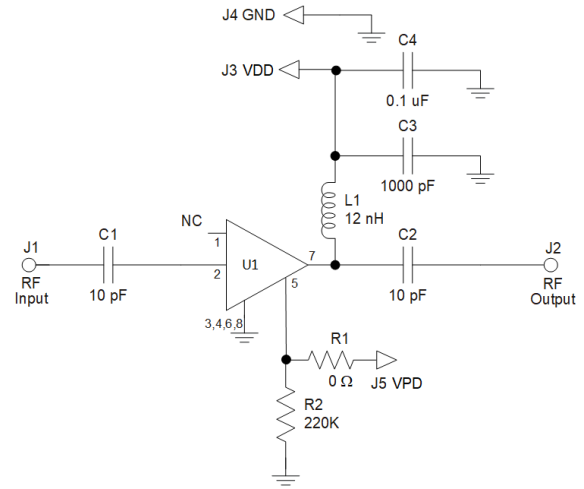 J4 GND
C4
J3 VDD
0.1 uF
C3
1000 pF
L1
12 nH
NC
1
J1
C1
U1
7
C2
J2
2
5
RF
Input
10 pF
10 pF
RF
Output
3,4,6,8
R1
0 Ω
J5 VPD
R2
220K